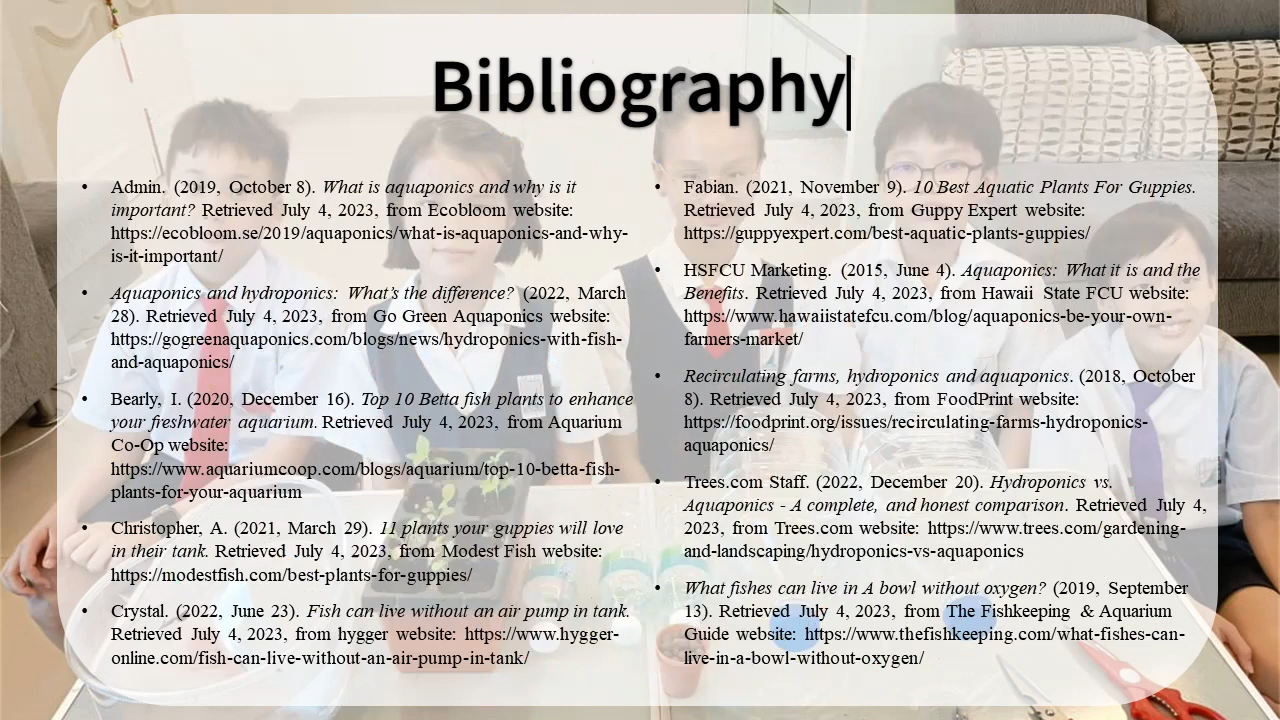 Bibliography
• Admin. (2019, October 8). What is aquaponics and why is it
important? Retrieved July 4, 2023, from Ecobloom website:
https://ecobloom.se/2019/aquaponics/what-is-aquaponics-and-why-
is-it-important/
• Aquaponics and hydroponics: What's the difference? (2022, March
28). Retrieved July 4, 2023, from Go Green Aquaponics website:
https://gogreenaquaponics.com/blogs/news/hydroponics-with-fish-
and-aquaponics/
• Bearly, I. (2020, December 16). Top 10 Betta fish plants to enhance
your freshwater aquarium. Retrieved July 4, 2023, from Aquarium
Co-Op website:
https://www.aquariumcoop.com/blogs/aquarium/top-10-betta-fish-
plants-for-your-aquarium
• Christopher, A. (2021, March 29). 11 plants your guppies will love
in their tank. Retrieved July 4, 2023, from Modest Fish website:
https://modestfish.com/best-plants-for-guppies/
• Crystal. (2022, June 23). Fish can live without an air pump in tank.
Retrieved July 4, 2023, from hygger website: https://www.hygger-
online.com/fish-can-live-without-an-air-pump-in-tank/
• Fabian. (2021, November 9). 10 Best Aquatic Plants For Guppies.
Retrieved July 4, 2023, from Guppy Expert website:
https://guppyexpert.com/best-aquatic-plants-guppies/
• HSFCU Marketing. (2015, June 4). Aquaponics: What it is and the
Benefits. Retrieved July 4, 2023, from Hawaii State FCU website:
https://www.hawaiistatefcu.com/blog/aquaponics-be-your-own-
farmers-market/
• Recirculating farms, hydroponics and aquaponics. (2018, October
8). Retrieved July 4, 2023, from FoodPrint website:
https://foodprint.org/issues/recirculating-farms-hydroponics-
aquaponics/
• Trees.com Staff. (2022, December 20). Hydroponics vs.
Aquaponics - A complete, and honest comparison. Retrieved July 4,
2023, from Trees.com website: https://www.trees.com/gardening-
and-landscaping/hydroponics-vs-aquaponics
• What fishes can live in A bowl without oxygen? (2019, September
13). Retrieved July 4, 2023, from The Fishkeeping & Aquarium
Guide website: https://www.thefishkeeping.com/what-fishes-can-
live-in-a-bowl-without-oxygen/